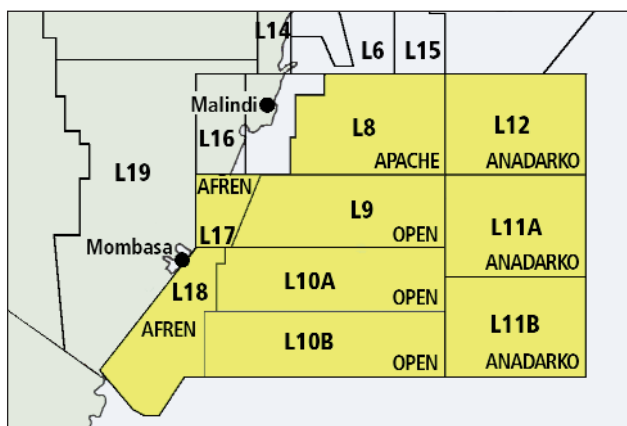 L14
L6
L15
Malindi
L16
L8
APACHE
L12
ANADARKO
L19
AFREN
L17
L9
OPEN
L11A
ANADARKO
Mombasa
L18
AFREN
L10A
OPEN
L10B
OPEN
L11B
ANADARKO